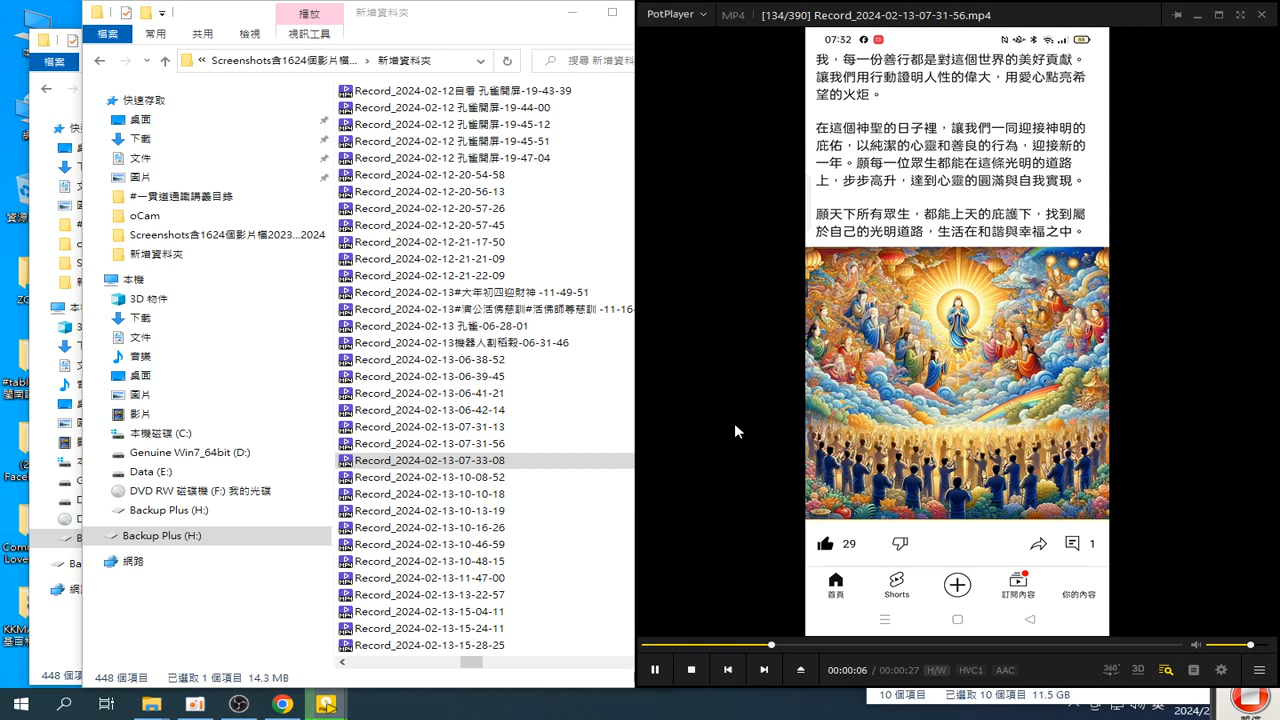 播放
新增資料夾
檔案
常用
共用
檢視
視訊工具
Screenshots含1624個影片檔...
新增資料夾
搜尋 新增資料
快速存取
桌面
下載
文件
圖片
#一貫道通識講義目錄
oCam
Screenshots含1624個影片檔2023...2024
新增資料夾
本機
3D 物件
下載
文件
音樂
桌面
圖片
影片
本機磁碟 (C:)
Genuine Win7_64bit (D:)
Data (E:)
DVD RW 磁碟機 (F:) 我的光碟
Backup Plus (H:)
Backup Plus (H:)
網路
Record_2024-02-12自看 孔雀開屏-19-43-39
Record_2024-02-12 孔雀開屏-19-44-00
Record_2024-02-12 孔雀開屏-19-45-12
Record_2024-02-12 孔雀開屏-19-45-51
Record_2024-02-12 孔雀開屏-19-47-04
Record_2024-02-12-20-54-58
Record_2024-02-12-20-56-13
Record_2024-02-12-20-57-26
Record_2024-02-12-20-57-45
Record_2024-02-12-21-17-50
Record_2024-02-12-21-21-09
Record_2024-02-12-21-22-09
Record_2024-02-13#大年初四迎財神 -11-49-51
Record_2024-02-13#濟公活佛慈訓#活佛師尊慈訓 -11-16-
Record_2024-02-13 孔雀-06-28-01
Record_2024-02-13機器人割稻穀-06-31-46
Record_2024-02-13-06-38-52
Record_2024-02-13-06-39-45
Record_2024-02-13-06-41-21
Record_2024-02-13-06-42-14
Record_2024-02-13-07-31-13
Record_2024-02-13-07-31-56
Record_2024-02-13-07-33-08
Record_2024-02-13-10-08-52
Record_2024-02-13-10-10-18
Record_2024-02-13-10-13-19
Record_2024-02-13-10-16-26
Record_2024-02-13-10-46-59
Record_2024-02-13-10-48-15
Record_2024-02-13-11-47-00
Record_2024-02-13-13-22-57
Record_2024-02-13-15-04-11
Record_2024-02-13-15-24-11
Record_2024-02-13-15-28-25
448 個項目
已選取 1 個項目
14.3 MB
PotPlayer
MP4
[134/390] Record_2024-02-13-07-31-56.mp4
07:32
88
我，每一份善行都是對這個世界的美好貢獻。
讓我們用行動證明人性的偉大，用愛心點亮希
望的火炬。
在這個神聖的日子裡，讓我們一同迎接神明的
庇佑，以純潔的心靈和善良的行為，迎接新的
一年。願每一位眾生都能在這條光明的道路
上，步步高升，達到心靈的圓滿與自我實現。
願天下所有眾生，都能上天的庇護下，找到屬
於自己的光明道路，生活在和諧與幸福之中。
29
1
首頁
Shorts
訂閱內容
你的內容
00:00:06 / 00:00:27
H/W
HVC1
AAC
360°
3D
10 個項目
已選取 10 個項目
11.5 GB
2024/2